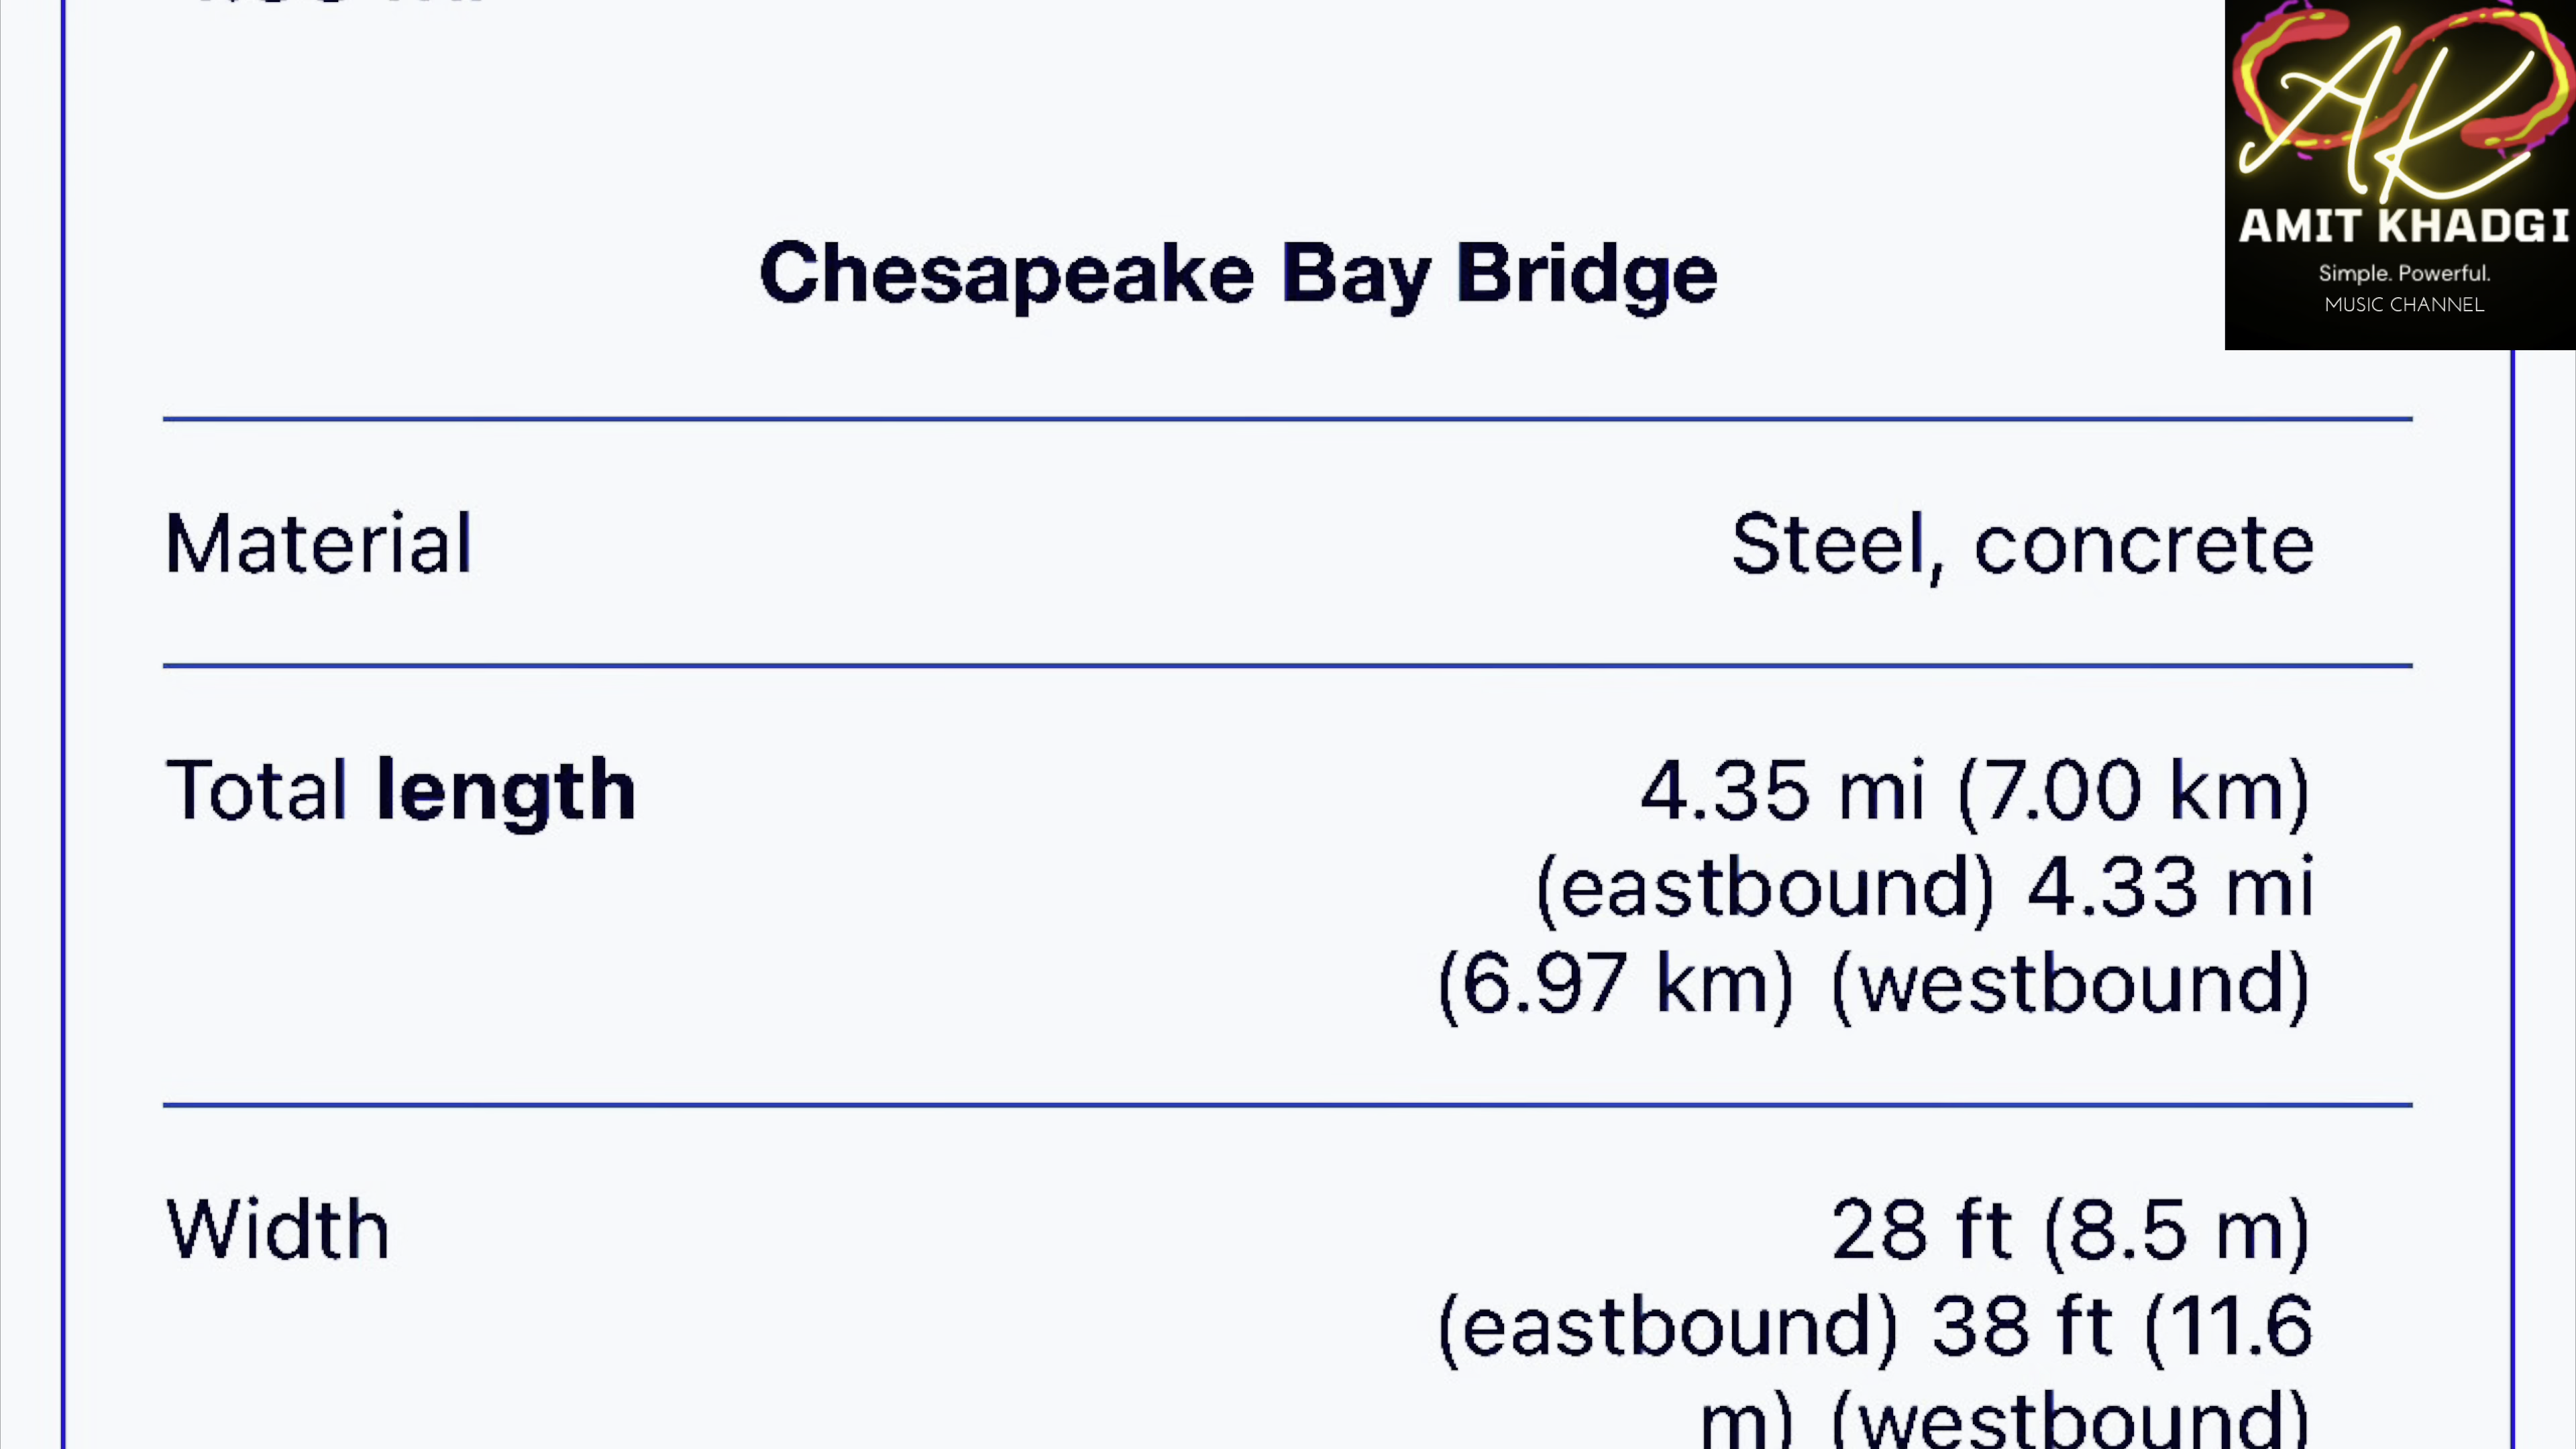 AK
AMIT KHADGI
Simple. Powerful.
MUSIC CHANNEL
Chesapeake Bay Bridge
Material
Steel, concrete
Total length
4.35 mi (7.00 km)
(eastbound) 4.33 mi
(6.97 km) (westbound)
Width
28 ft (8.5 m)
(eastbound) 38 ft (11.6
m) (westbound)